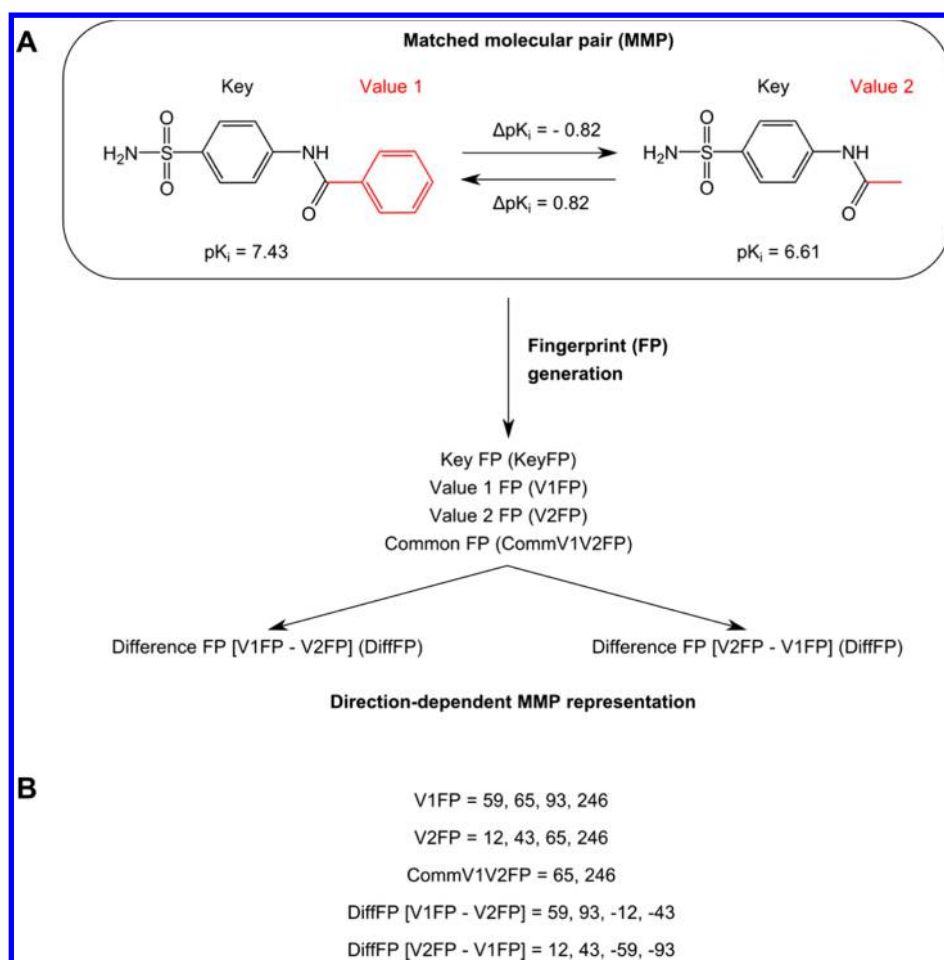 A
Matched molecular pair (MMP)
Key Value 1 Key Value 2
ΔpKi = - 0.82
ΔpKi = 0.82
O
H2N S
O
NH
O
O
H2N S
O
NH
O
pKi = 7.43 pKi = 6.61
Fingerprint (FP)
generation
Key FP (KeyFP)
Value 1 FP (V1FP)
Value 2 FP (V2FP)
Common FP (CommV1V2FP)
Difference FP [V1FP - V2FP] (DiffFP) Difference FP [V2FP - V1FP] (DiffFP)
Direction-dependent MMP representation
B
V1FP = 59, 65, 93, 246
V2FP = 12, 43, 65, 246
CommV1V2FP = 65, 246
DiffFP [V1FP - V2FP] = 59, 93, -12, -43
DiffFP [V2FP - V1FP] = 12, 43, -59, -93